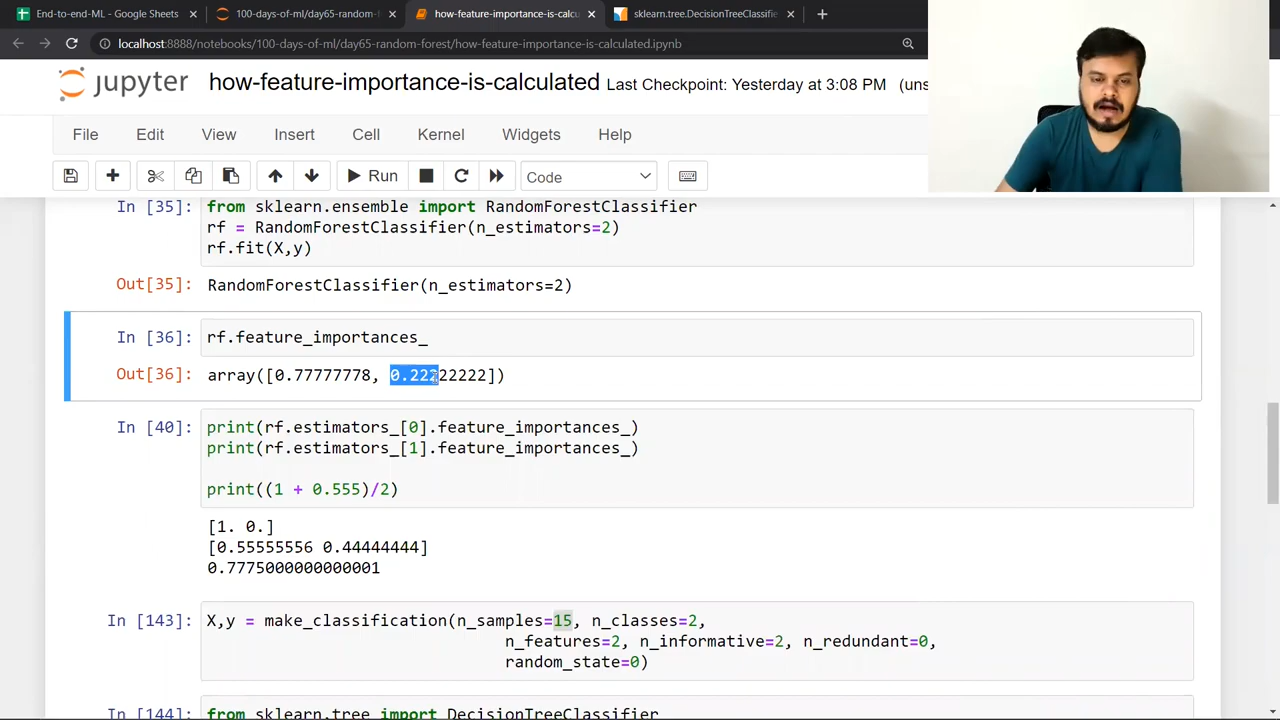 End-to-end-ML - Google Sheets
100-days-of-ml/day65-random-f
how-feature-importance-is-calcu
sklearn.tree.DecisionTreeClassifie
localhost:8888/notebooks/100-days-of-ml/day65-random-forest/how-feature-importance-is-calculated.ipynb
jupyter how-feature-importance-is-calculated Last Checkpoint: Yesterday at 3:08 PM (uns
File Edit View Insert Cell Kernel Widgets Help
Run Code
In [35]: from sklearn.ensemble import RandomForestClassifier
rf = RandomForestClassifier(n_estimators=2)
rf.fit(X,y)
Out[35]: RandomForestClassifier(n_estimators=2)
In [36]: rf.feature_importances_
Out[36]: array([0.77777778, 0.22222222])
In [40]: print(rf.estimators_[0].feature_importances_)
print(rf.estimators_[1].feature_importances_)
print((1 + 0.555)/2)
[1. 0.]
[0.55555556 0.44444444]
0.7775000000000001
In [143]: X,y = make_classification(n_samples=15, n_classes=2,
n_features=2, n_informative=2, n_redundant=0,
random_state=0)
In [144]: from sklearn.tree import DecisionTreeClassifier